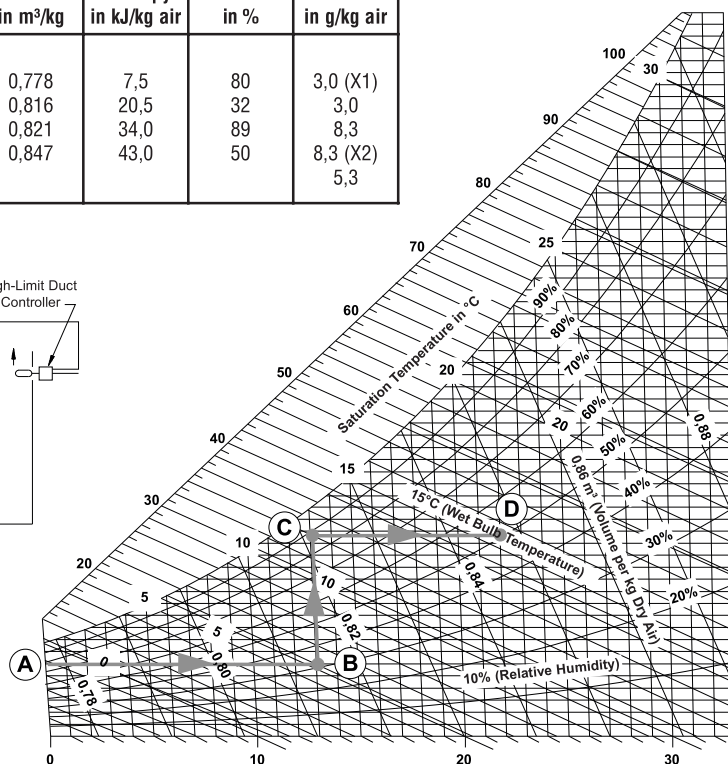 in m³/kg in kJ/kg air in % in g/kg air
0,778 7,5 80 3,0 (X1)
0,816 20,5 32 3,0
0,821 34,0 89 8,3
0,847 43,0 50 8,3 (X2)
5,3
gh-Limit Duct
Controller
100
30
90
80
25
70
90%
60
80%
Saturation Temperature in °C
70%
50
20
60%
20
0,88
50%
40
15
0,86 m³ (Volume per kg Dry Air)
40%
15°C (Wet Bulb Temperature)
30
D
C
30%
10
20
10
0,84
20%
5
5
0,82
A
0
0,80
B
10% (Relative Humidity)
0,78
0 10 20 30